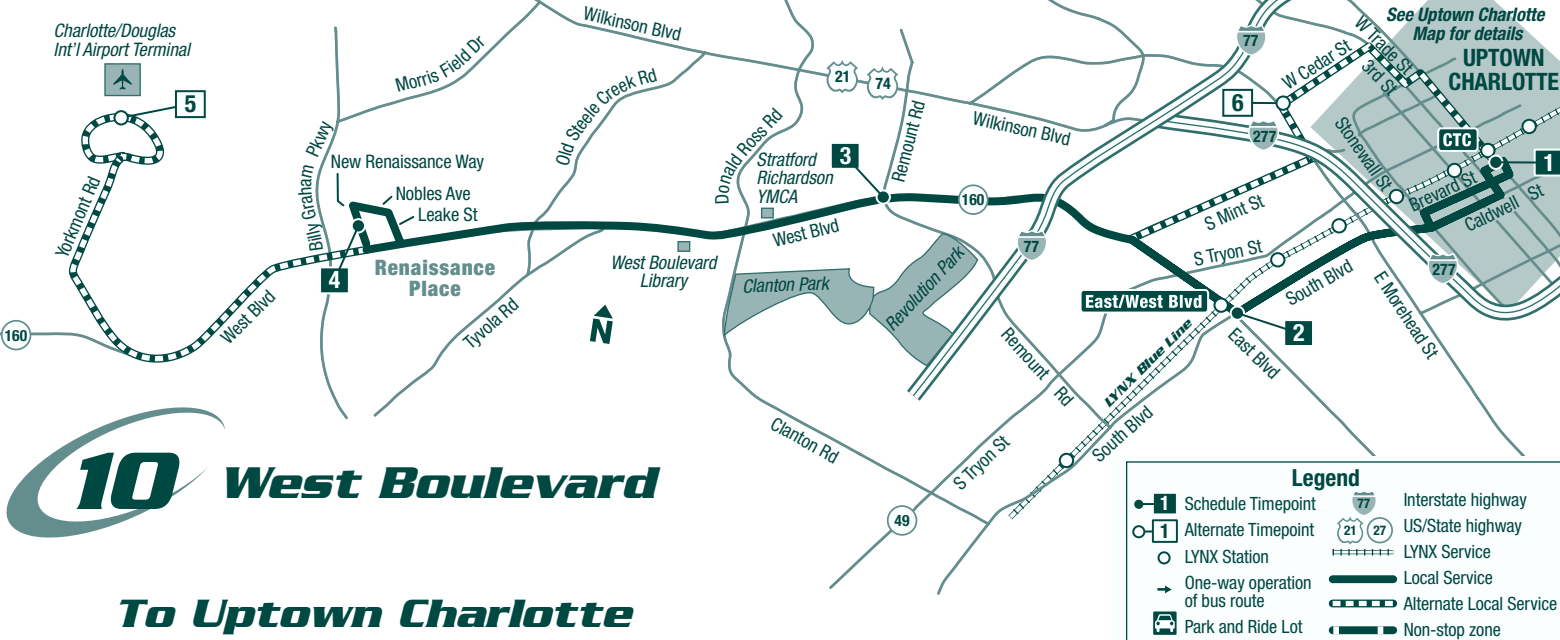 Charlotte/Douglas
Int'l Airport Terminal
5
Yorkmont Rd
160
West Blvd
Billy Graham Pkwy
Morris Field Dr
New Renaissance Way
Nobles Ave
Leake St
4
Renaissance
Place
Wilkinson Blvd
Old Steele Creek Rd
Tyvola Rd
N
21
74
Donald Ross Rd
Stratford
Richardson
YMCA
3
Remount Rd
West Blvd
West Boulevard
Library
Clanton Park
Revolution Park
160
Wilkinson Blvd
77
77
277
277
6
W Cedar St
W Trade St
3rd St
See Uptown Charlotte
Map for details
UPTOWN
CHARLOTTE
Stonewall St
CTC
1
Brevard St
Caldwell St
S Mint St
S Tryon St
South Blvd
E Morehead St
East/West Blvd
2
East Blvd
LYNX Blue Line
Remount Rd
South Blvd
S Tryon St
Clanton Rd
49
10 West Boulevard
To Uptown Charlotte
Legend
1 Schedule Timepoint
1 Alternate Timepoint
LYNX Station
One-way operation
of bus route
Park and Ride Lot
77 Interstate highway
21 27 US/State highway
LYNX Service
Local Service
Alternate Local Service
Non-stop zone